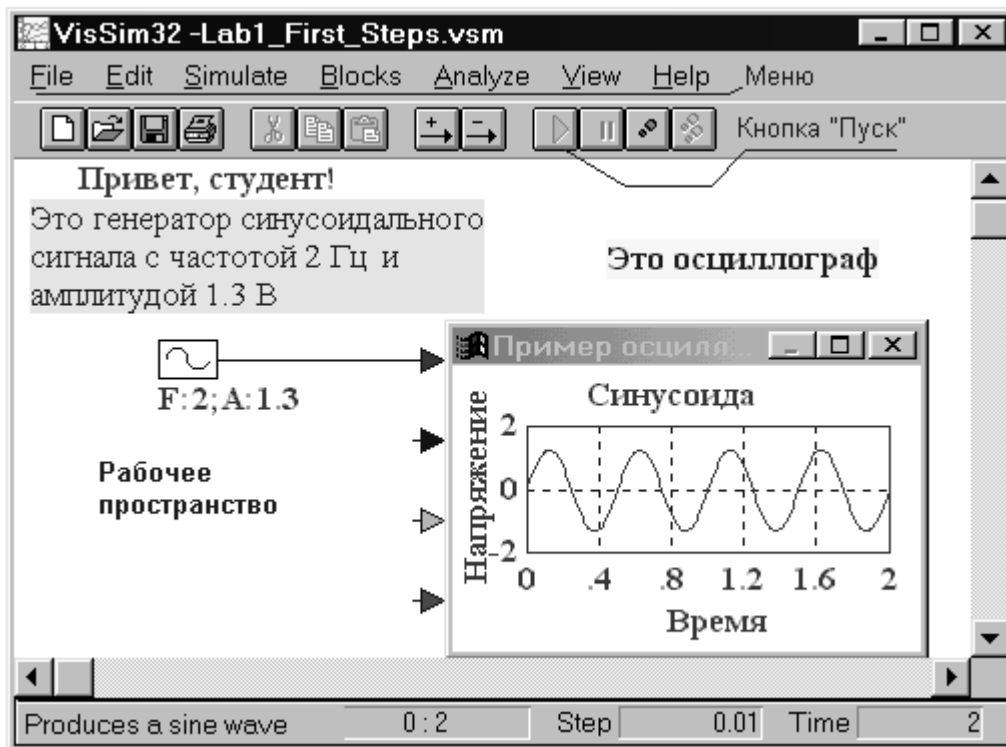 VisSim32 -Lab1_First_Steps.vsm
File Edit Simulate Blocks Analyze View Help Меню
Кнопка "Пуск"
Привет, студент!
Это генератор синусоидального
сигнала с частотой 2 Гц и
амплитудой 1.3 В
Это осциллограф
F:2;A:1.3
Рабочее
пространство
Пример осцилл...
Синусоида
Напряжение
2
0
-2
0 .4 .8 1.2 1.6 2
Время
Produces a sine wave 0 : 2 Step 0.01 Time 2